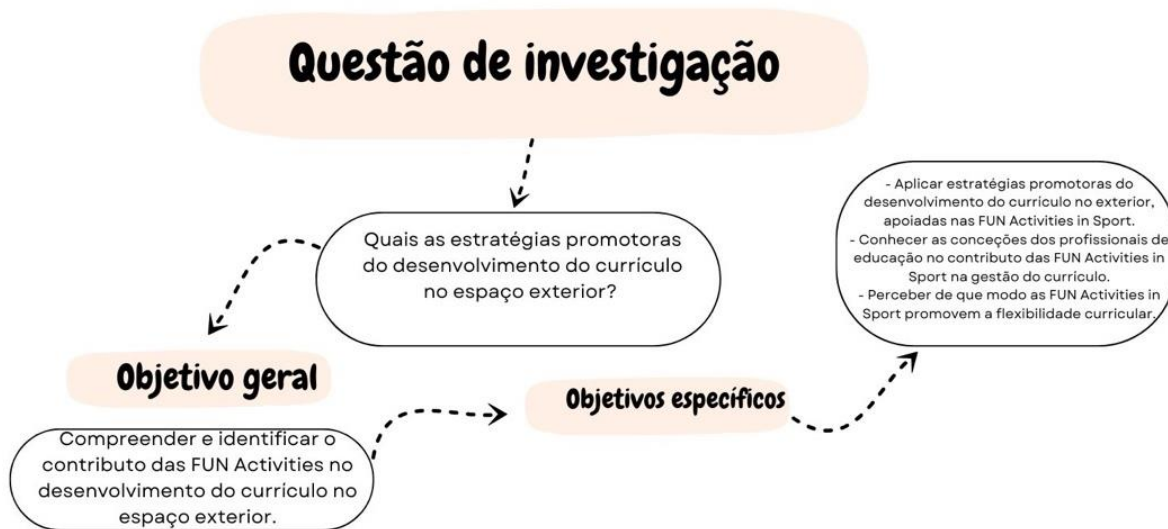 Questão de investigação
Quais as estratégias promotoras
do desenvolvimento do currículo
no espaço exterior?
Objetivo geral
Compreender e identificar o
contributo das FUN Activities no
desenvolvimento do currículo no
espaço exterior.
Objetivos específicos
- Aplicar estratégias promotoras do
desenvolvimento do currículo no exterior,
apoiadas nas FUN Activities in Sport.
- Conhecer as conceções dos profissionais de
educação no contributo das FUN Activities in
Sport na gestão do currículo.
- Perceber de que modo as FUN Activities in
Sport promovem a flexibilidade curricular.